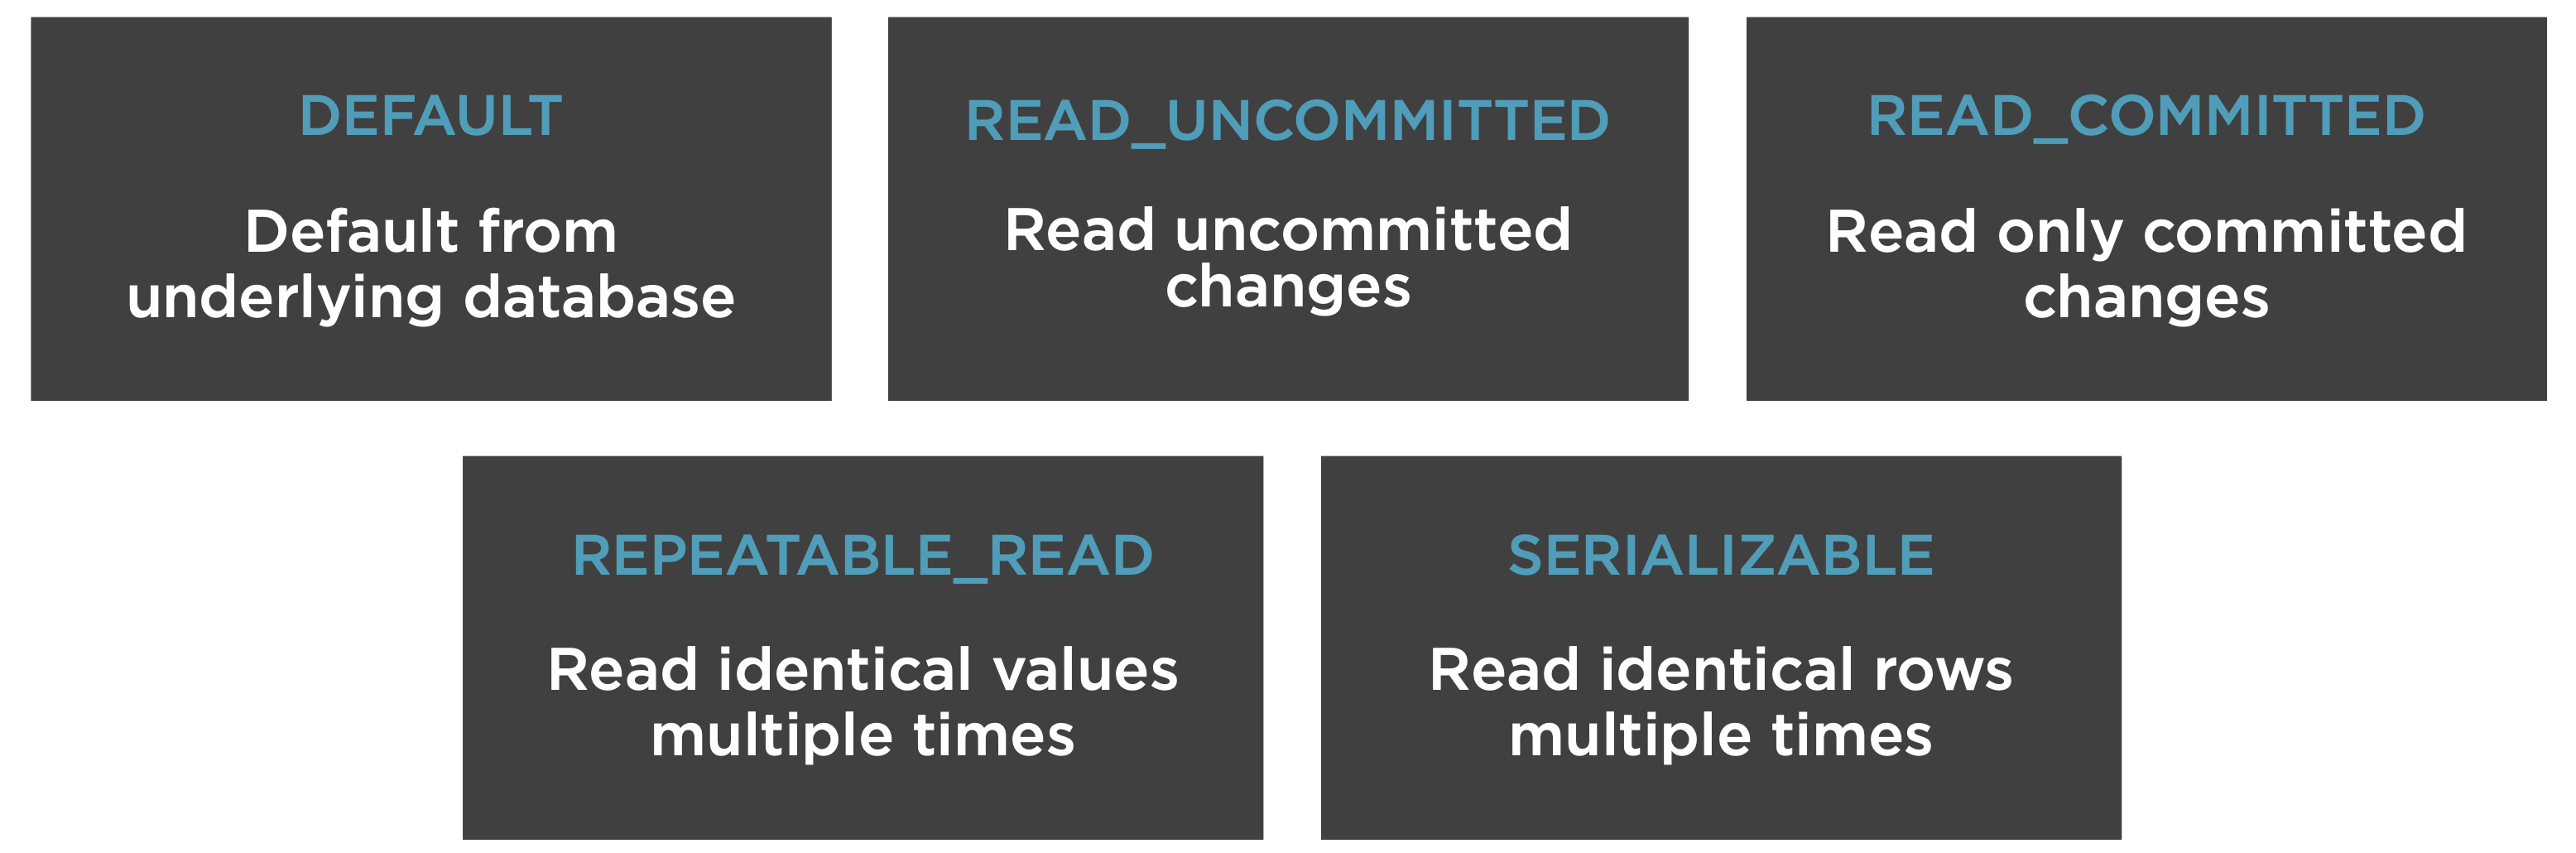 DEFAULT
Default from
underlying database
READ_UNCOMMITTED
Read uncommitted
changes
READ_COMMITTED
Read only committed
changes
REPEATABLE_READ
Read identical values
multiple times
SERIALIZABLE
Read identical rows
multiple times